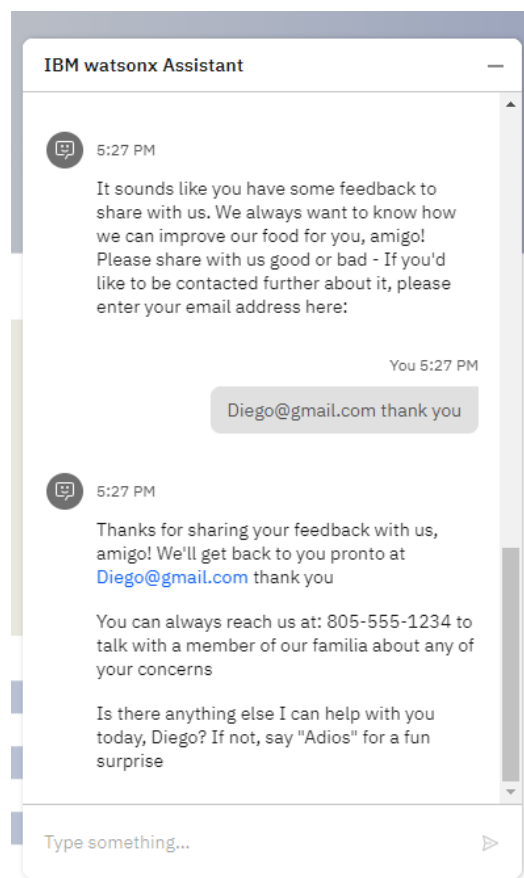 IBM watsonx Assistant
5:27 PM
It sounds like you have some feedback to
share with us. We always want to know how
we can improve our food for you, amigo!
Please share with us good or bad - If you'd
like to be contacted further about it, please
enter your email address here:
You 5:27 PM
Diego@gmail.com thank you
5:27 PM
Thanks for sharing your feedback with us,
amigo! We'll get back to you pronto at
Diego@gmail.com thank you
You can always reach us at: 805-555-1234 to
talk with a member of our familia about any of
your concerns
Is there anything else I can help with you
today, Diego? If not, say "Adios" for a fun
surprise
Type something...